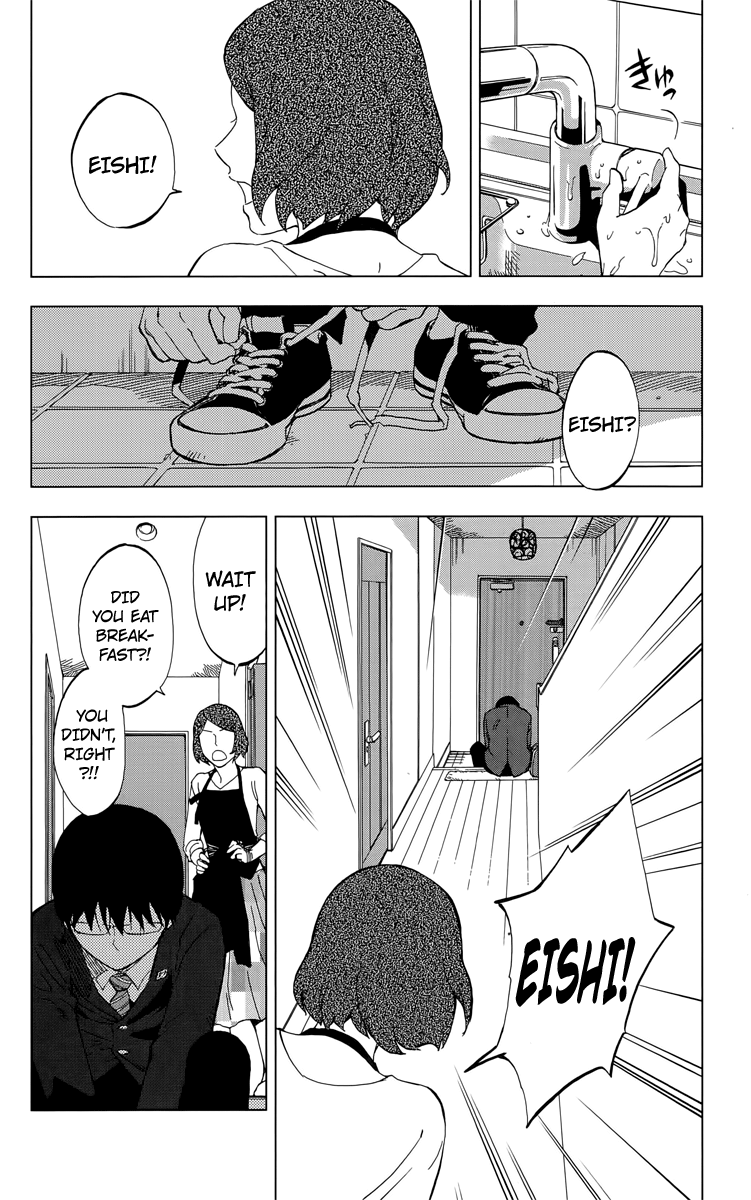 きゅっ
EISHI!
EISHI?
EISHI!
WAIT
UP!
DID
YOU EAT
BREAK-
FAST?!
YOU
DIDN'T,
RIGHT
?!!